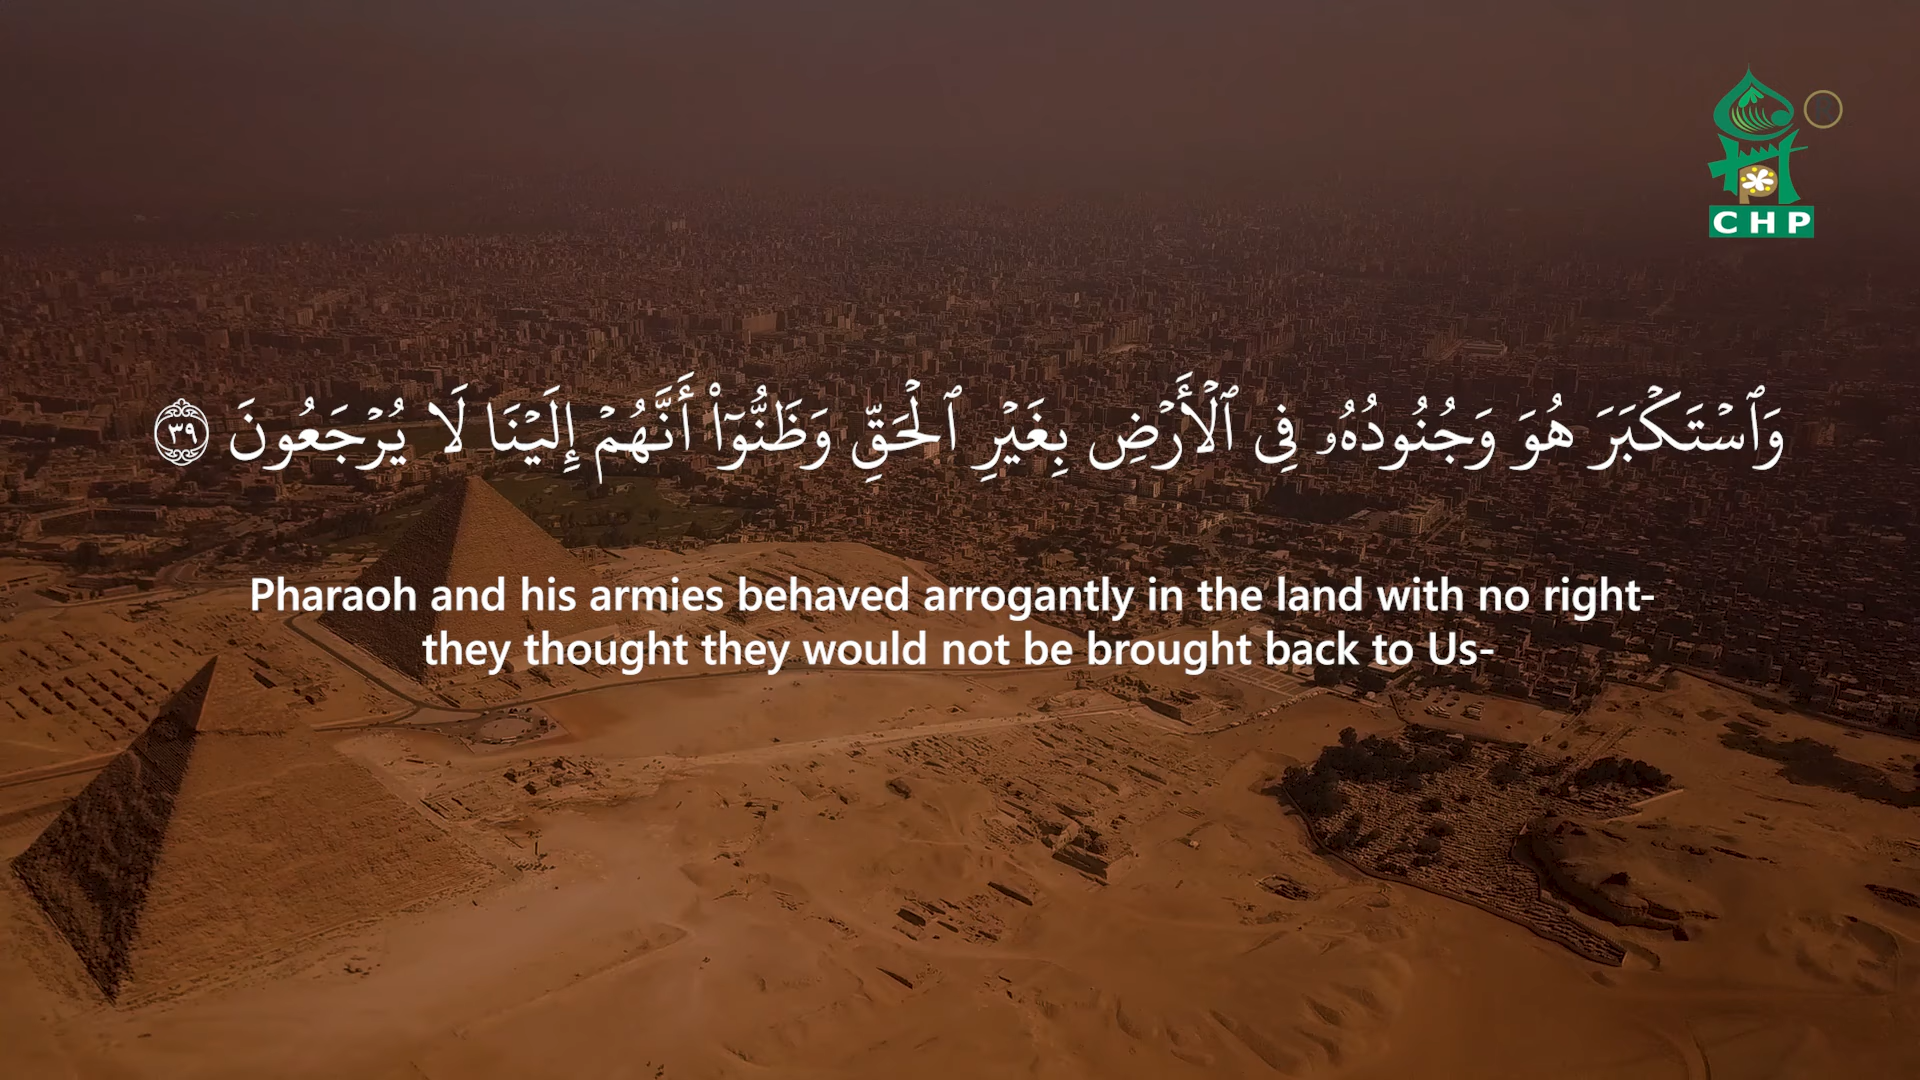 CHP
وَٱسْتَكْبَرَ هُوَ وَجُنُودُهُۥ فِى ٱلْأَرْضِ بِغَيْرِ ٱلْحَقِّ وَظَنُّوٓا۟ أَنَّهُمْ إِلَيْنَا لَا يُرْجَعُونَ ٣٩
Pharaoh and his armies behaved arrogantly in the land with no right-
they thought they would not be brought back to Us-